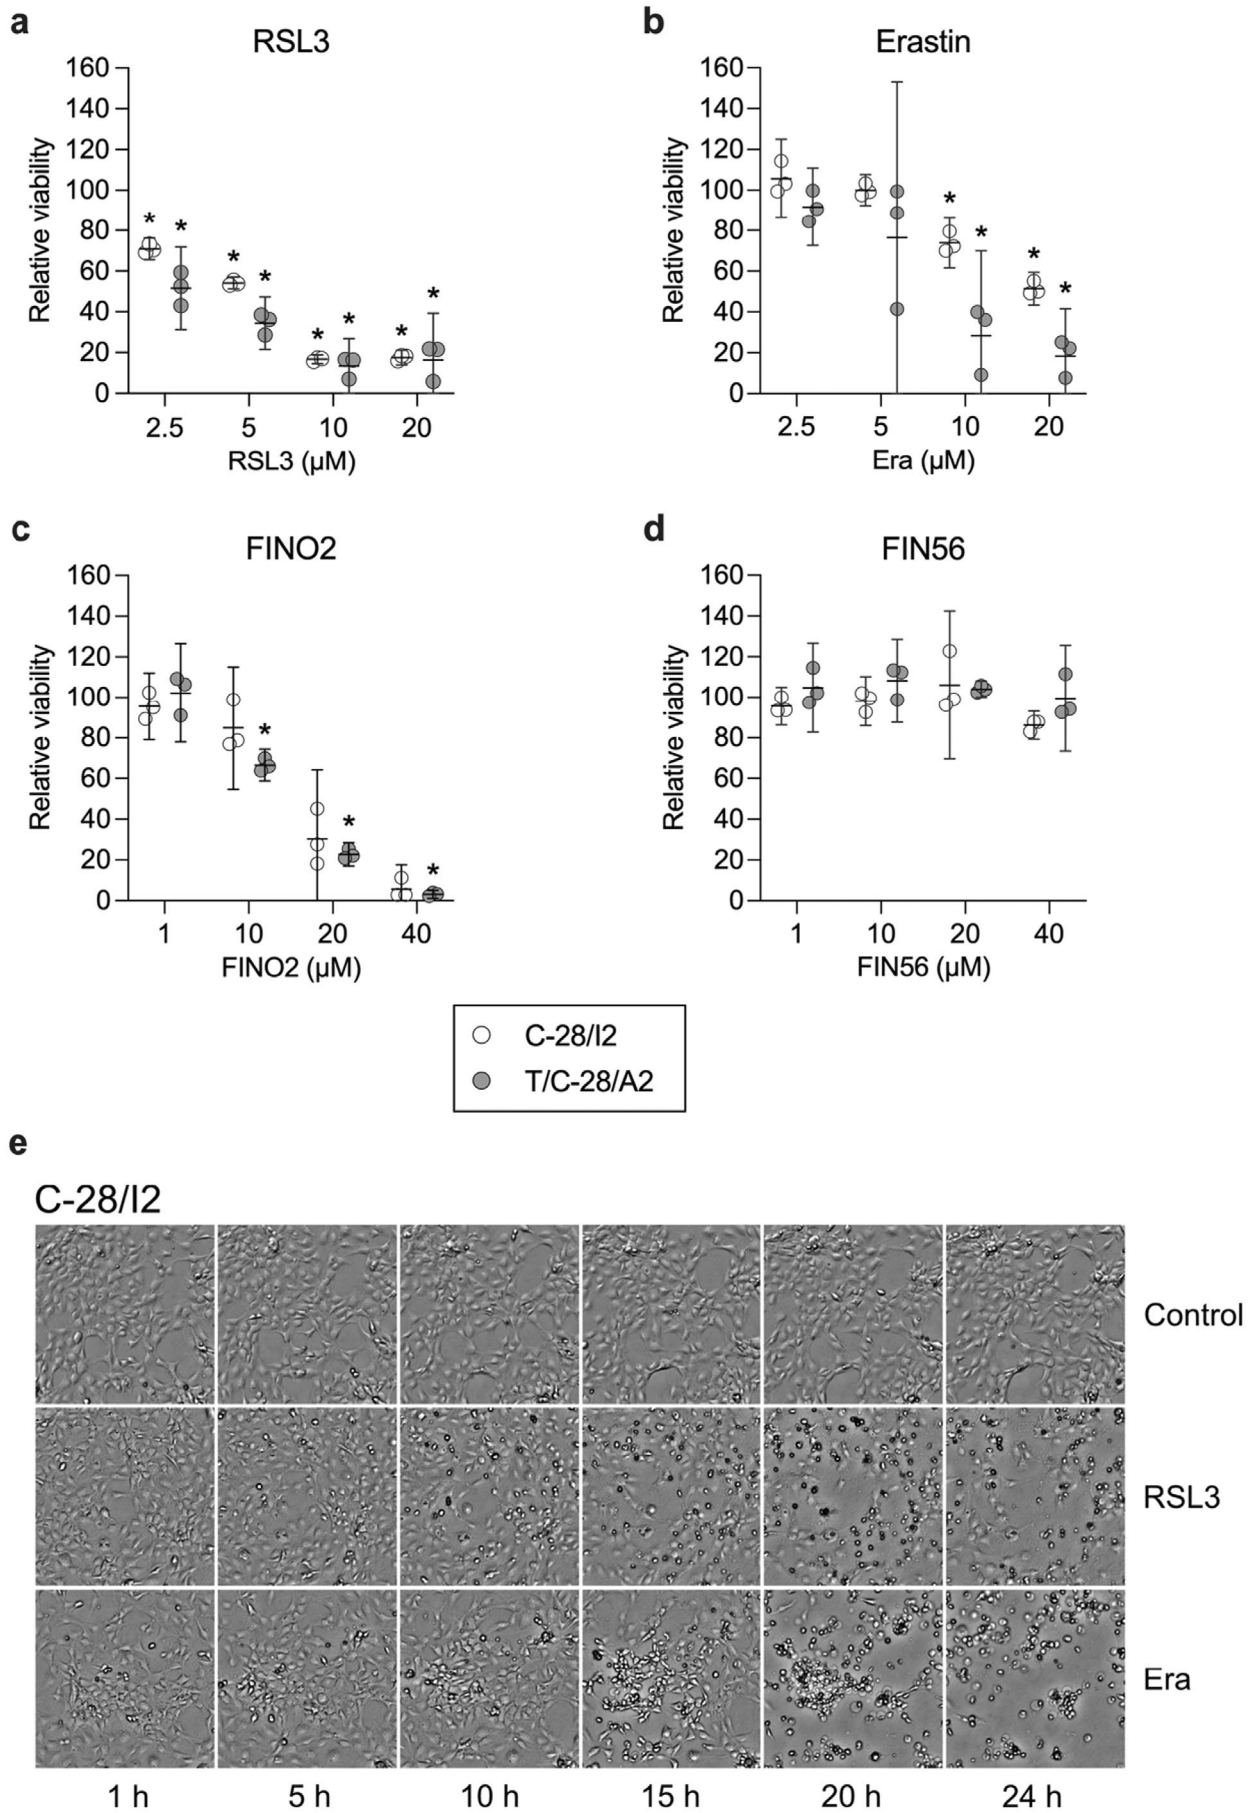 a
RSL3
160
140
120
100
80
60
40
20
0
Relative viability
* * * * * * * *
2.5 5 10 20
RSL3 (µM)
b
Erastin
160
140
120
100
80
60
40
20
0
Relative viability
* * * *
2.5 5 10 20
Era (µM)
c
FINO2
160
140
120
100
80
60
40
20
0
Relative viability
* * *
1 10 20 40
FINO2 (µM)
d
FIN56
160
140
120
100
80
60
40
20
0
Relative viability
1 10 20 40
FIN56 (µM)
C-28/I2
T/C-28/A2
e
C-28/I2
Control
RSL3
Era
1 h 5 h 10 h 15 h 20 h 24 h